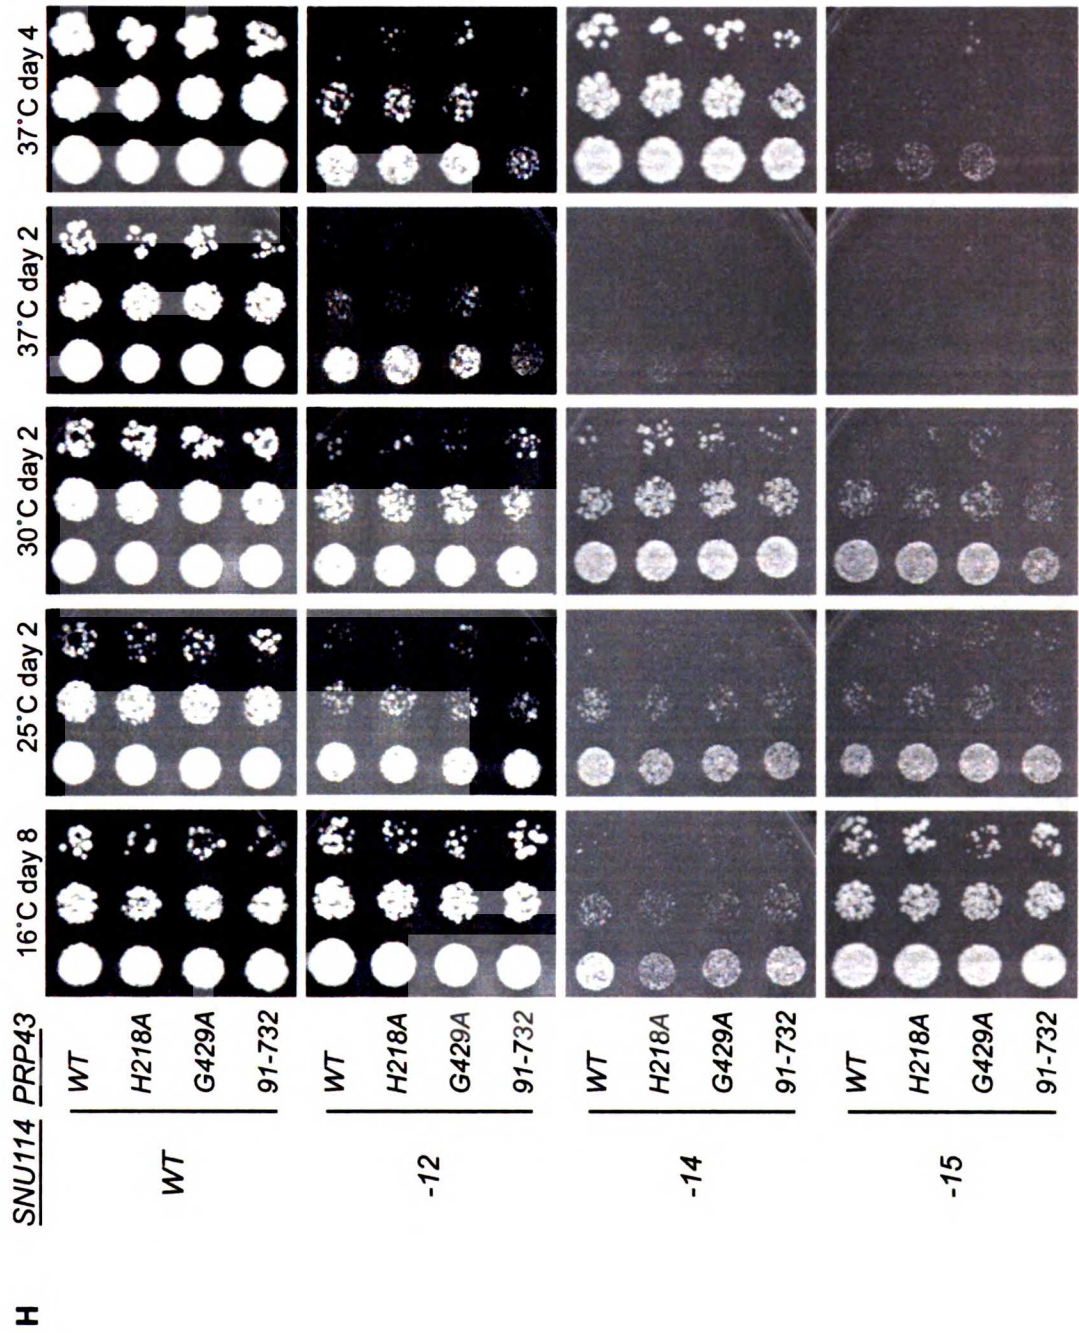 H
SNU114 PRP43
16°C day 8
25°C day 2
30°C day 2
37°C day 2
37°C day 4
WT
WT
H218A
G429A
91-732
-12
WT
H218A
G429A
91-732
-14
WT
H218A
G429A
91-732
-15
WT
H218A
G429A
91-732